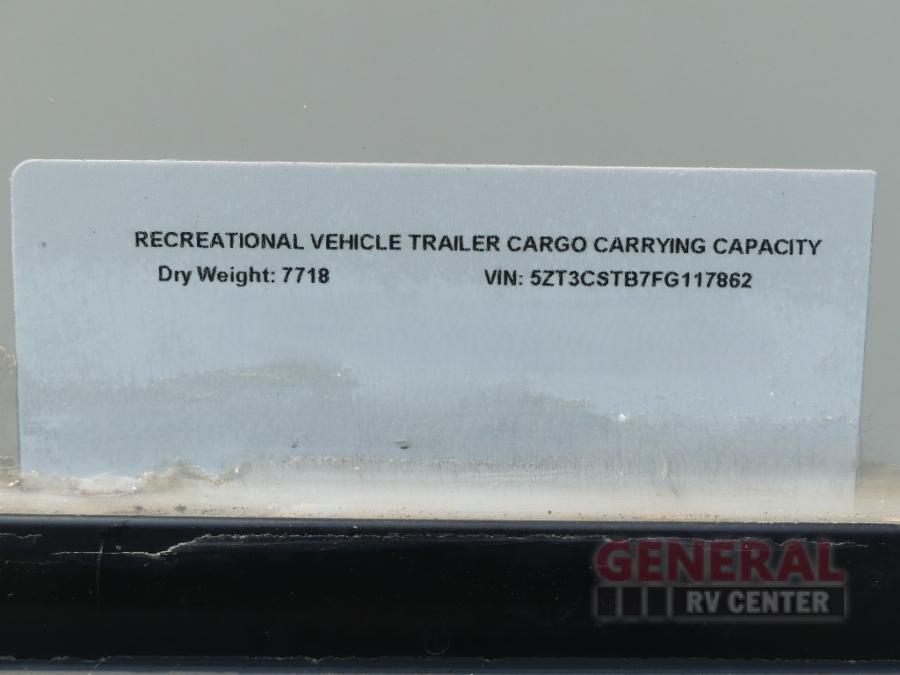 RECREATIONAL VEHICLE TRAILER CARGO CARRYING CAPACITY
Dry Weight: 7718 VIN: 5ZT3CSTB7FG117862
GENERAL
RV CENTER